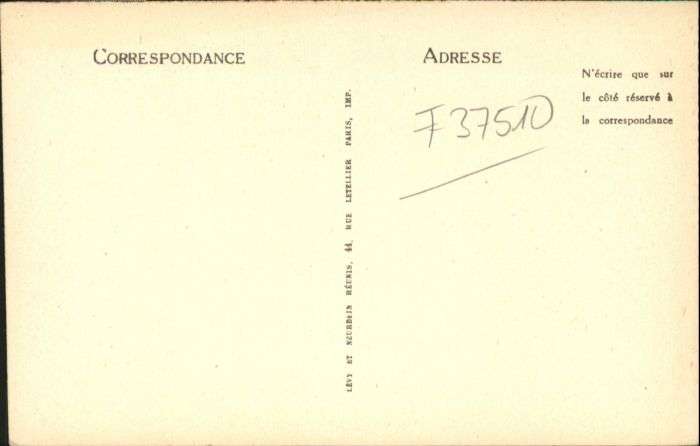 CORRESPONDANCE
ADRESSE
N'écrire que sur
le côté réservé à
la correspondance
F 37510
LÉVY ET NEURDEIN RÉUNIS, 44, RUE LETELLIER PARIS, IMP.